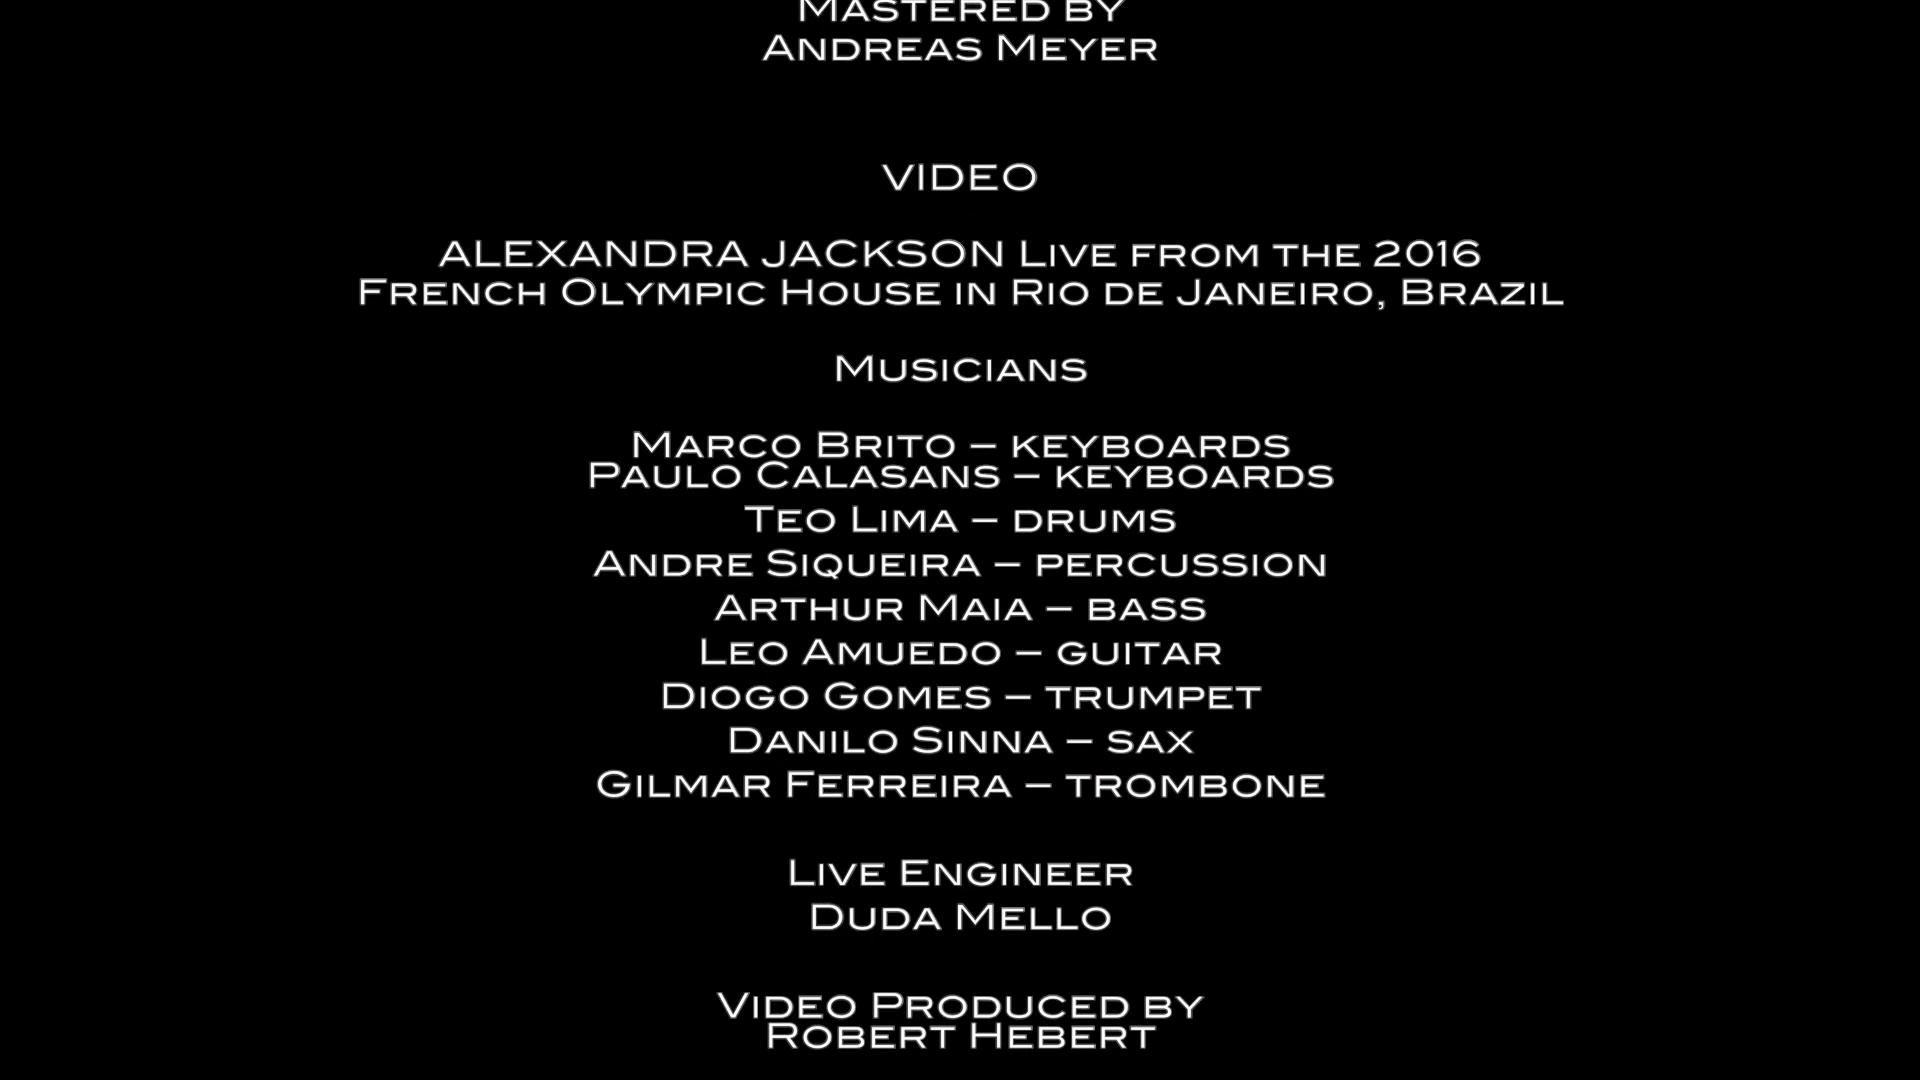 Mastered by
Andreas Meyer
VIDEO
ALEXANDRA JACKSON Live from the 2016
French Olympic House in Rio de Janeiro, Brazil
Musicians
Marco Brito – keyboards
Paulo Calasans – keyboards
Teo Lima – drums
Andre Siqueira – percussion
Arthur Maia – bass
Leo Amuedo – guitar
Diogo Gomes – trumpet
Danilo Sinna – sax
Gilmar Ferreira – trombone
Live Engineer
Duda Mello
Video Produced by
Robert Hebert